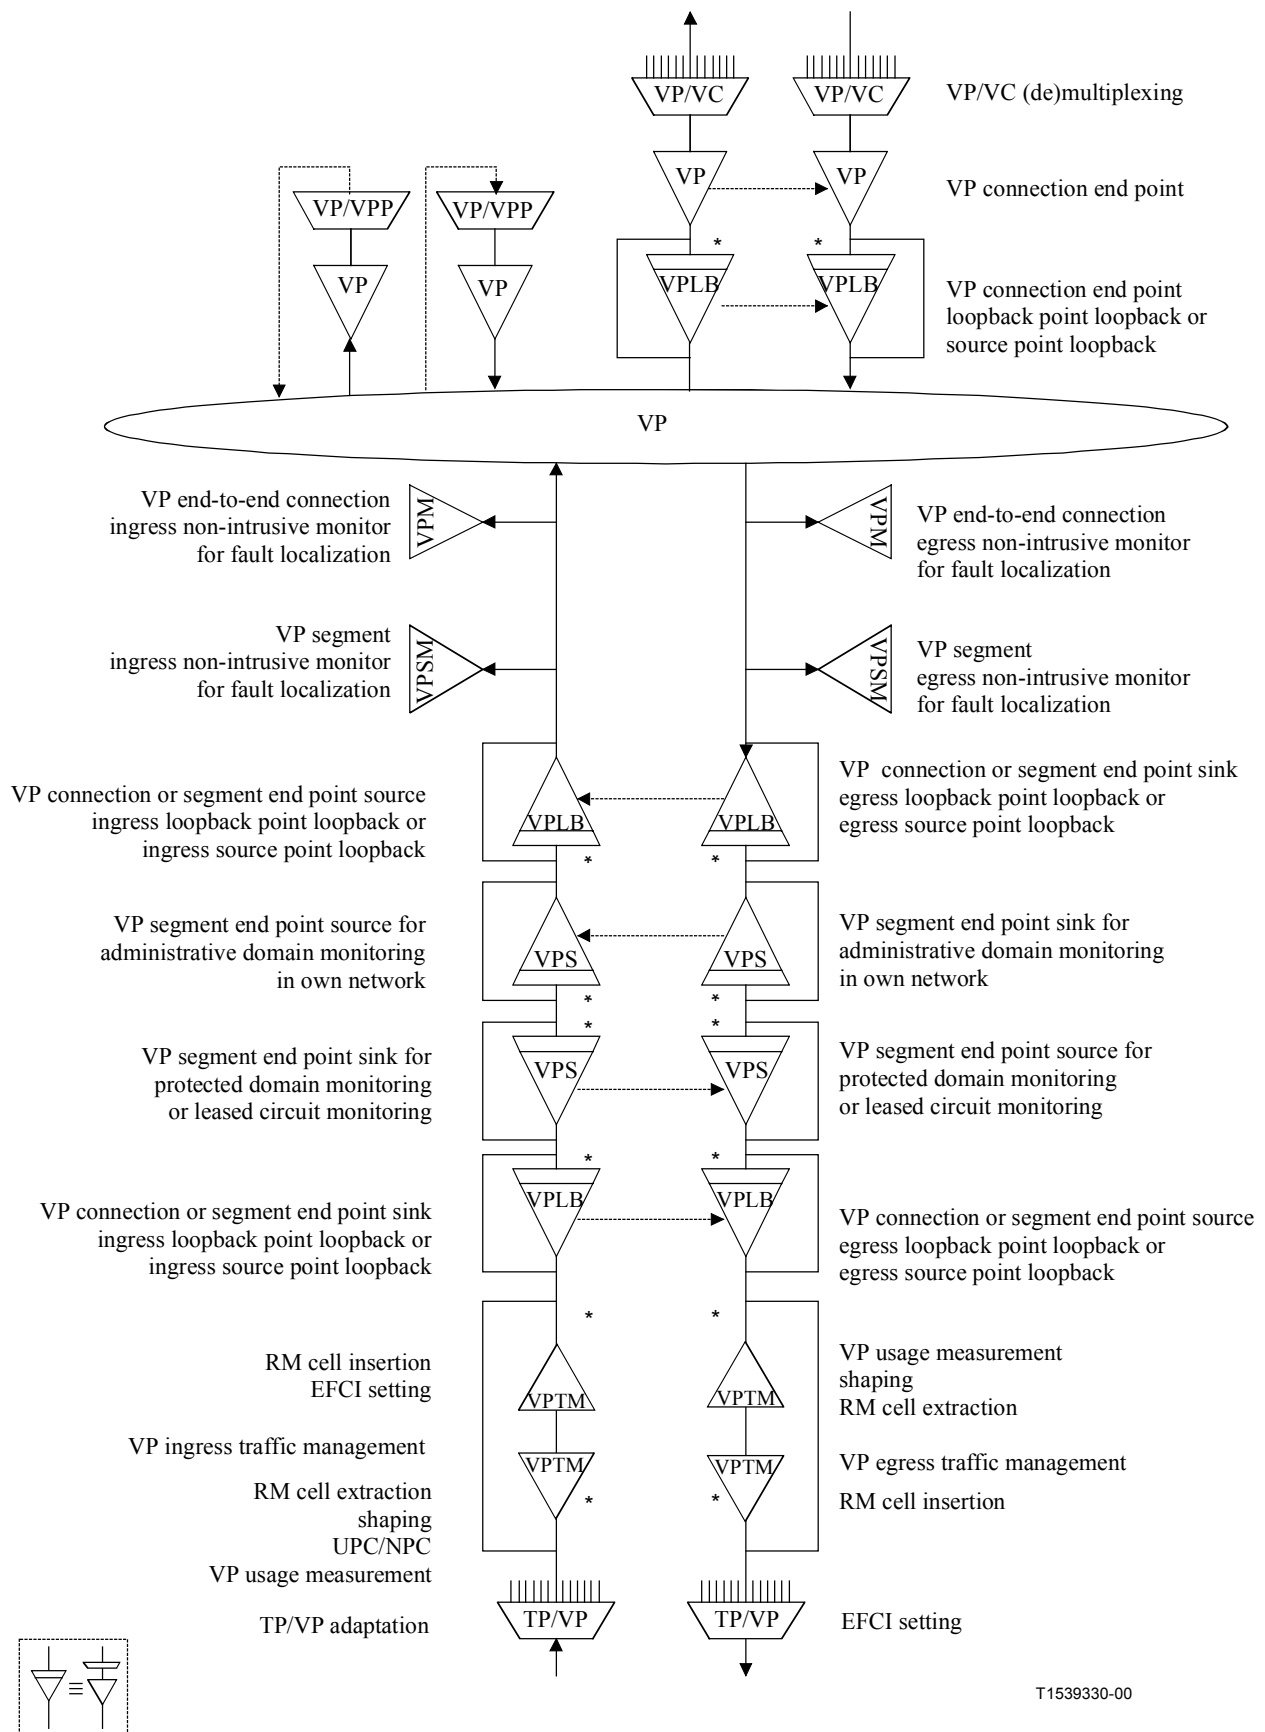 VP/VC
VP/VC
VP/VC (de)multiplexing
VP
VP
VP connection end point
VP/VPP
VP/VPP
*
*
VP
VP
VPLB
VPLB
VP connection end point
loopback point loopback or
source point loopback
VP
VP end-to-end connection
ingress non-intrusive monitor
for fault localization
VPM
VPM
VP end-to-end connection
egress non-intrusive monitor
for fault localization
VP segment
ingress non-intrusive monitor
for fault localization
VPSM
VPSM
VP segment
egress non-intrusive monitor
for fault localization
VP connection or segment end point source
ingress loopback point loopback or
ingress source point loopback
VPLB
VPLB
VP connection or segment end point sink
egress loopback point loopback or
egress source point loopback
*
*
VP segment end point source for
administrative domain monitoring
in own network
VPS
VPS
VP segment end point sink for
administrative domain monitoring
in own network
*
*
*
*
VP segment end point sink for
protected domain monitoring
or leased circuit monitoring
VPS
VPS
VP segment end point source for
protected domain monitoring
or leased circuit monitoring
*
*
VP connection or segment end point sink
ingress loopback point loopback or
ingress source point loopback
VPLB
VPLB
VP connection or segment end point source
egress loopback point loopback or
egress source point loopback
*
*
RM cell insertion
EFCI setting
VPTM
VPTM
VP usage measurement
shaping
RM cell extraction
VP ingress traffic management
VPTM
VPTM
VP egress traffic management
RM cell extraction
shaping
UPC/NPC
VP usage measurement
*
*
RM cell insertion
TP/VP adaptation
TP/VP
TP/VP
EFCI setting
≡
T1539330-00